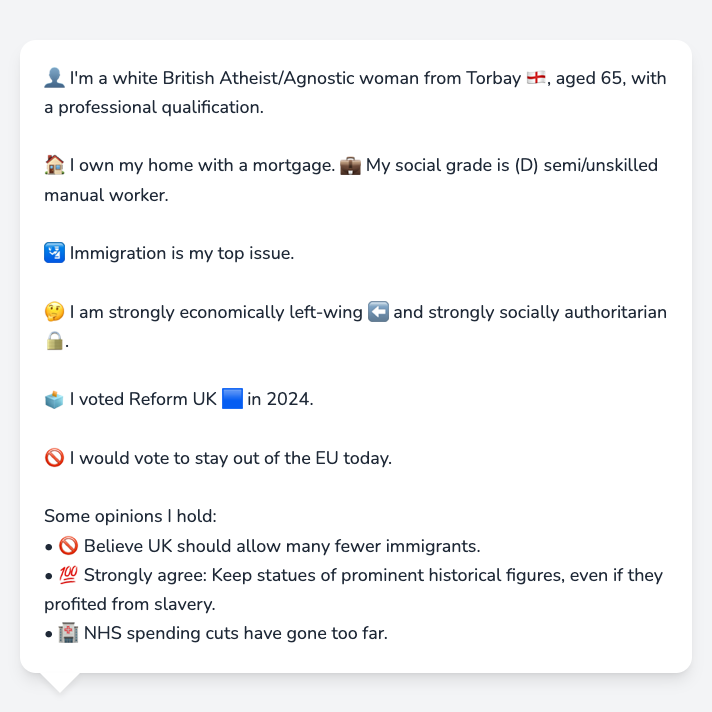 👤 I'm a white British Atheist/Agnostic woman from Torbay 🏴󠁧󠁢󠁥󠁮󠁧󠁿, aged 65, with
a professional qualification.
🏠 I own my home with a mortgage. 💼 My social grade is (D) semi/unskilled
manual worker.
🛂 Immigration is my top issue.
🤔 I am strongly economically left-wing ⬅️ and strongly socially authoritarian
🔒.
🗳️ I voted Reform UK 🟦 in 2024.
🚫 I would vote to stay out of the EU today.
Some opinions I hold:
• 🚫 Believe UK should allow many fewer immigrants.
• 💯 Strongly agree: Keep statues of prominent historical figures, even if they
profited from slavery.
• 🏥 NHS spending cuts have gone too far.